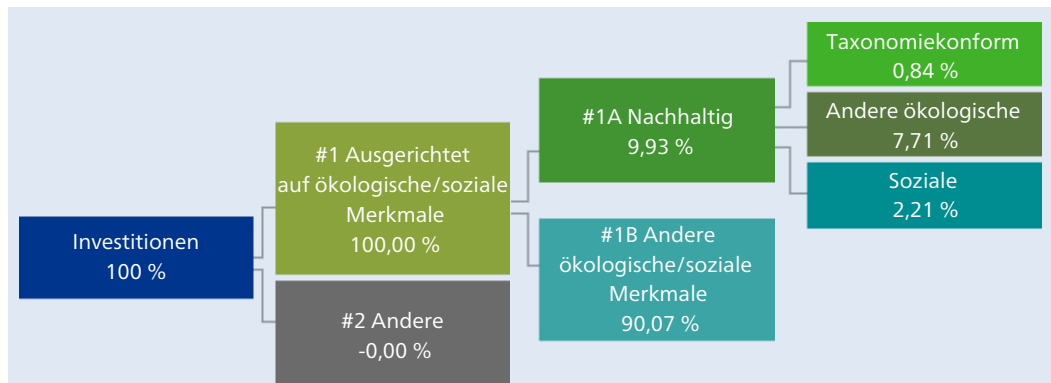 Investitionen
100 %
#1 Ausgerichtet
auf ökologische/soziale
Merkmale
100,00 %
#2 Andere
-0,00 %
#1A Nachhaltig
9,93 %
#1B Andere
ökologische/soziale
Merkmale
90,07 %
Taxonomiekonform
0,84 %
Andere ökologische
7,71 %
Soziale
2,21 %